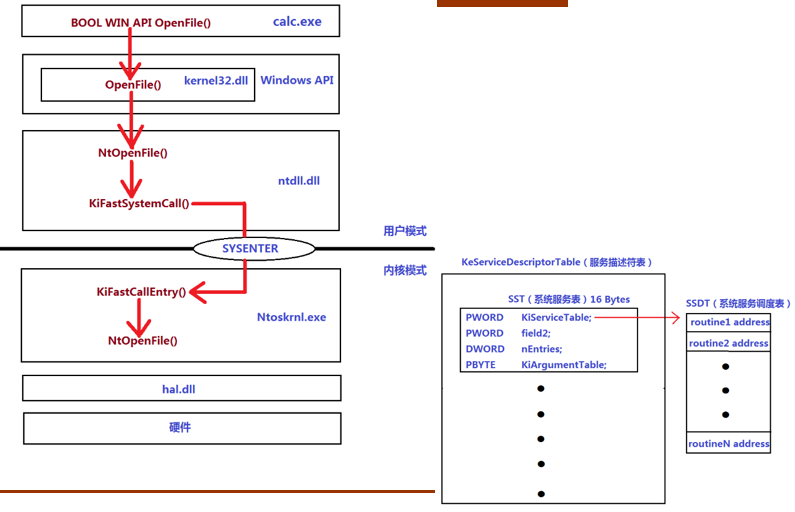 BOOL WIN API OpenFile() calc.exe
OpenFile() kernel32.dll Windows API
NtOpenFile()
ntdll.dll
KiFastSystemCall()
用户模式
SYSENTER
内核模式
KiFastCallEntry()
Ntoskrnl.exe
NtOpenFile()
hal.dll
硬件
KeServiceDescriptorTable（服务描述符表）
SST（系统服务表）16 Bytes
PWORD KiServiceTable;
PWORD field2;
DWORD nEntries;
PBYTE KiArgumentTable;
SSDT（系统服务调度表）
routine1 address
routine2 address
routineN address